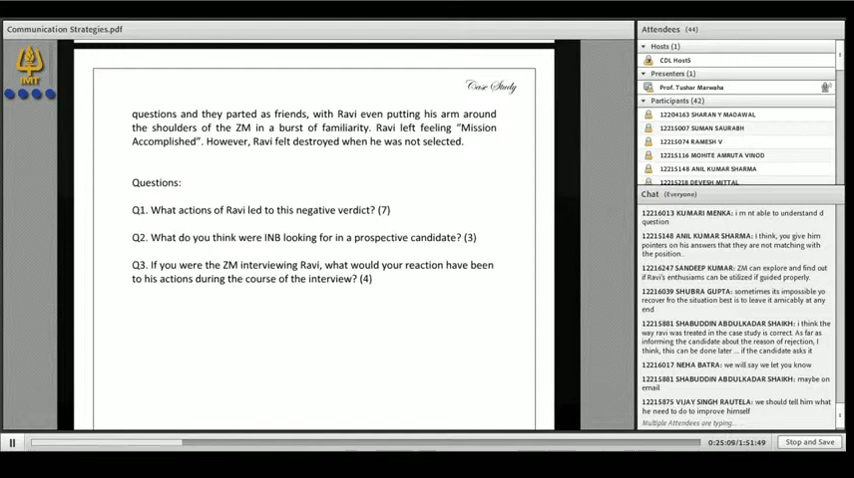 Communication Strategies.pdf
IMT
Case Study
questions and they parted as friends, with Ravi even putting his arm around
the shoulders of the ZM in a burst of familiarity. Ravi left feeling "Mission
Accomplished". However, Ravi felt destroyed when he was not selected.
Questions:
Q1. What actions of Ravi led to this negative verdict? (7)
Q2. What do you think were INB looking for in a prospective candidate? (3)
Q3. If you were the ZM interviewing Ravi, what would your reaction have been
to his actions during the course of the interview? (4)
Attendees (44)
Hosts (1)
CDL Host5
Presenters (1)
Prof. Tushar Marwaha
Participants (42)
12204163 SHARAN Y MADAWAL
12215007 SUMAN SAURABH
12215074 RAMESH V
12215116 MOHITE AMRUTA VINOD
12215148 ANIL KUMAR SHARMA
12215218 DEVESH MITTAL
Chat (Everyone)
12216013 KUMARI MENKA: i m nt able to understand d
question
12215148 ANIL KUMAR SHARMA: I think, you give him
pointers on his answers that they are not matching with
the position.
12216247 SANDEEP KUMAR: ZM can explore and find out
if Ravi's enthusiams can be utilized if guided properly.
12216039 SHUBRA GUPTA: sometimes its impossible yo
recover fro the situation best is to leave it amicably at any
end
12215881 SHABUDDIN ABDULKADAR SHAIKH: i think the
way ravi was treated in the case study is correct. As far as
informing the candidate about the reason of rejection, I
think, this can be done later ... if the candidate asks it
12216017 NEHA BATRA: we will say we let you know
12215881 SHABUDDIN ABDULKADAR SHAIKH: maybe on
email
12215875 VIJAY SINGH RAUTELA: we should tell him what
he need to do to improve himself
Multiple Attendees are typing...
0:25:09/1:51:49
Stop and Save